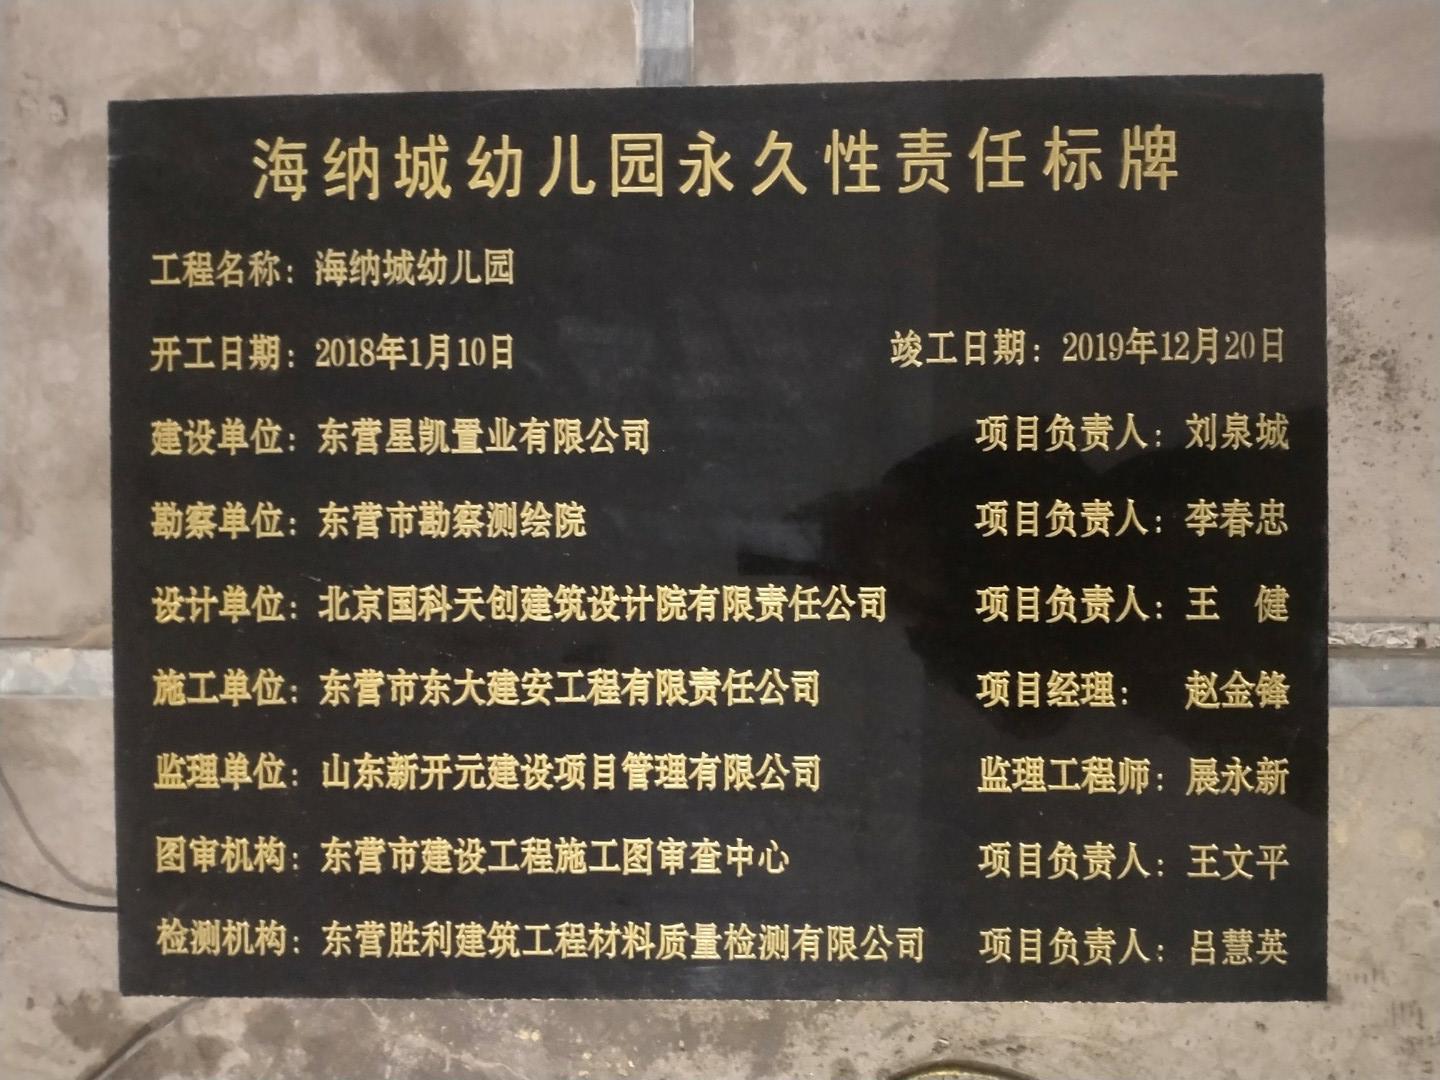 海纳城幼儿园永久性责任标牌
工程名称：海纳城幼儿园
开工日期：2018年1月10日 竣工日期：2019年12月20日
建设单位：东营星凯置业有限公司 项目负责人：刘泉城
勘察单位：东营市勘察测绘院 项目负责人：李春忠
设计单位：北京国科天创建筑设计院有限责任公司 项目负责人：王 健
施工单位：东营市东大建安工程有限责任公司 项目经理：赵金锋
监理单位：山东新开元建设项目管理有限公司 监理工程师：展永新
图审机构：东营市建设工程施工图审查中心 项目负责人：王文平
检测机构：东营胜利建筑工程材料质量检测有限公司 项目负责人：吕慧英